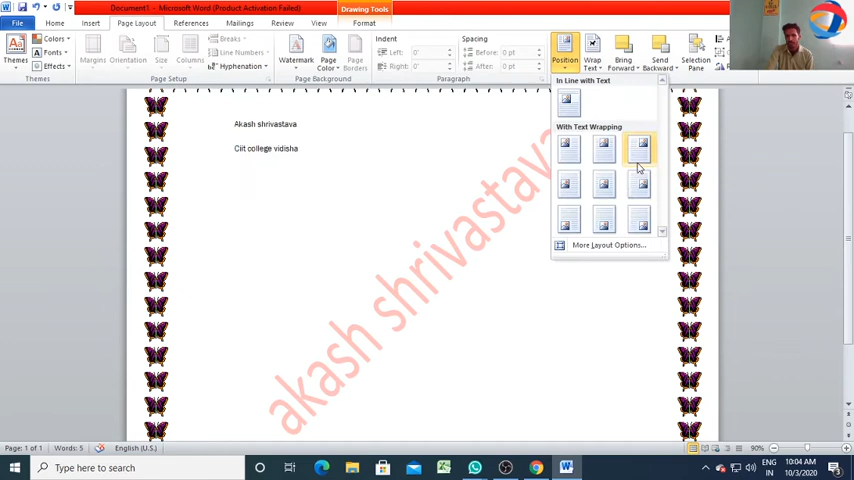 Document1 - Microsoft Word (Product Activation Failed)
Drawing Tools
File Home Insert Page Layout References Mailings Review View Format
Themes
Colors
Fonts
Effects
Themes
Margins
Orientation
Size
Columns
Breaks
Line Numbers
Hyphenation
Page Setup
Watermark
Page Color
Page Borders
Page Background
Indent
Left: 0"
Right: 0"
Spacing
Before: 0 pt
After: 0 pt
Paragraph
Position
Wrap Text
Bring Forward
Send Backward
Selection Pane
In Line with Text
With Text Wrapping
More Layout Options...
Akash shrivastava
Ciit college vidisha
akash shrivastava
Page: 1 of 1 Words: 5 English (U.S.) 90%
Type here to search
ENG
IN
10:04 AM
10/3/2020
3